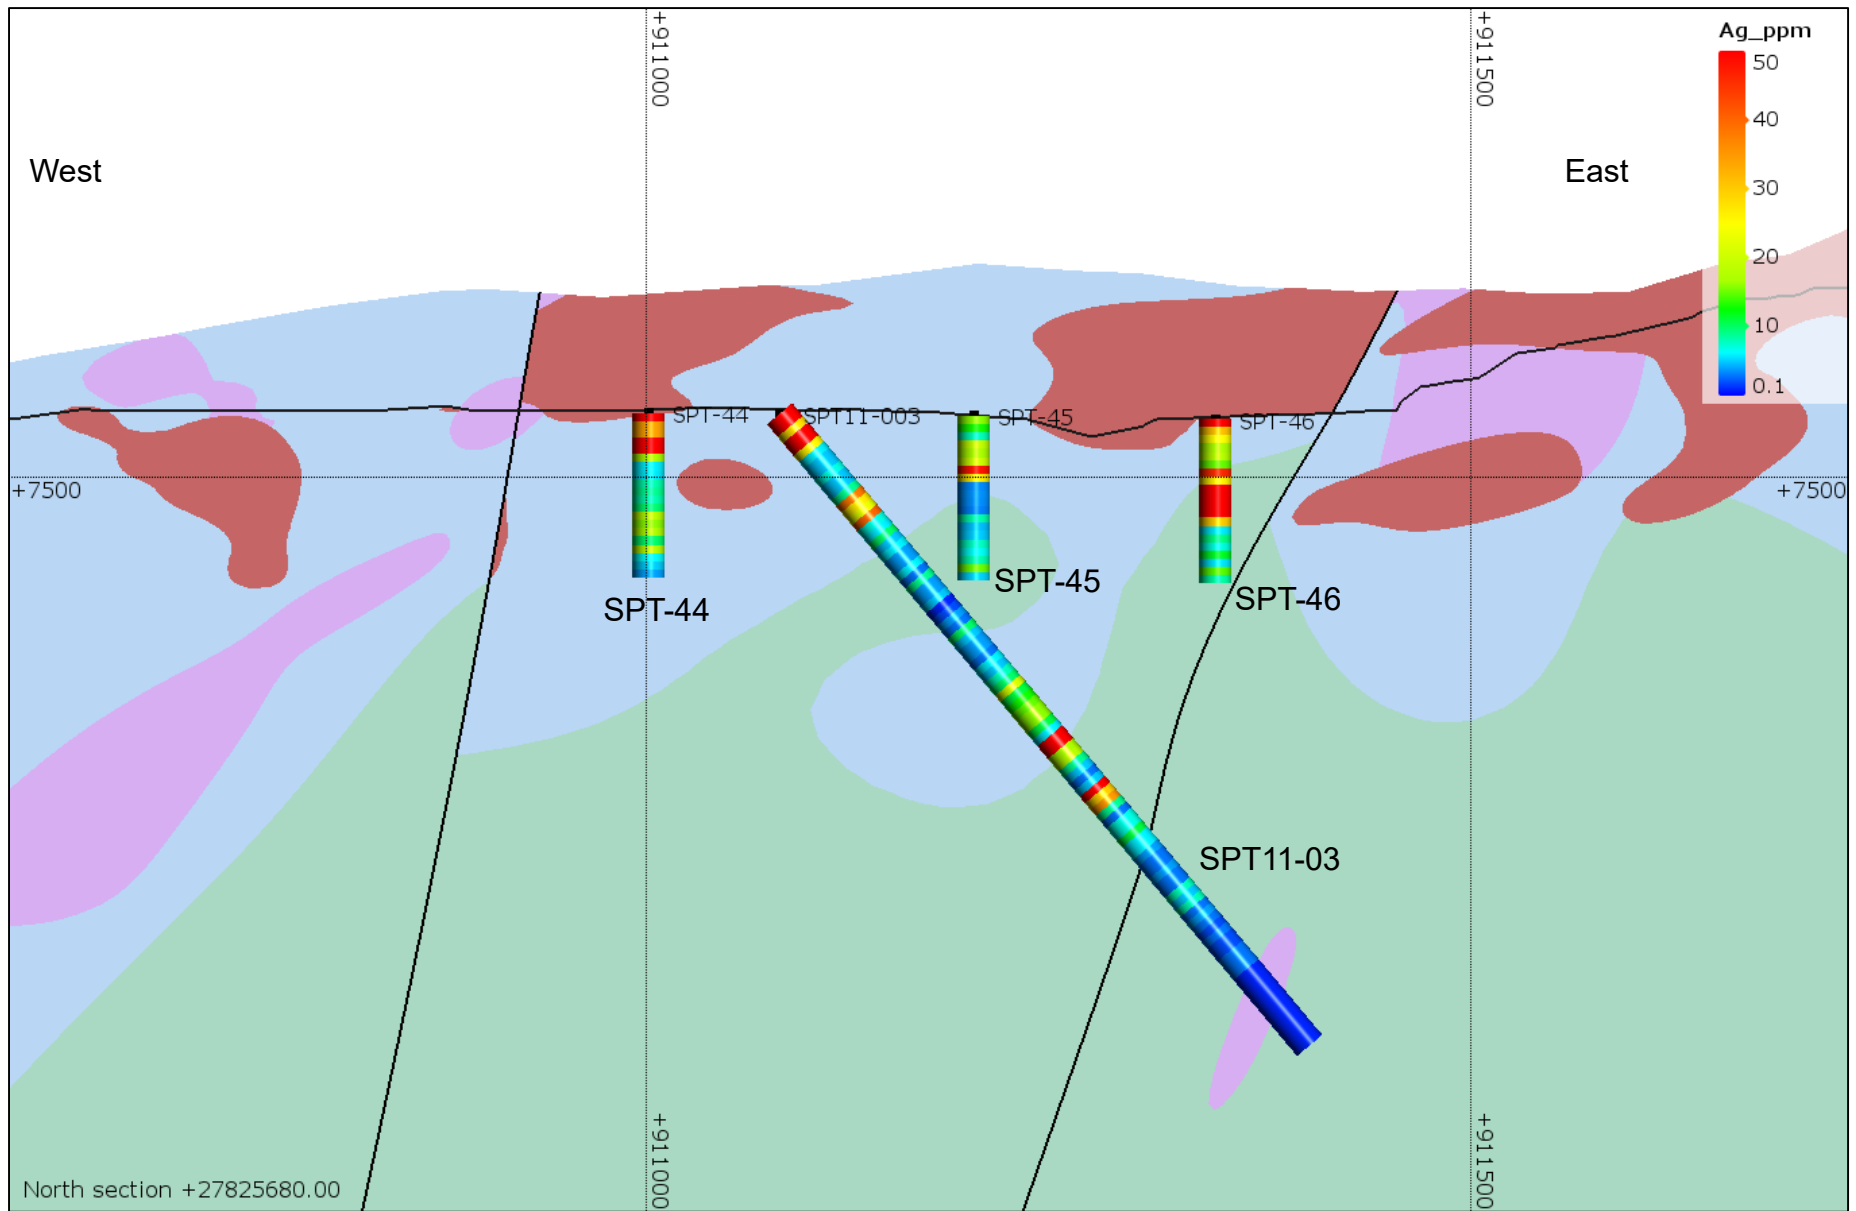 +911000
+911500
Ag_ppm
50
40
30
20
10
0.1
West
East
SPT-44
SPT11-003
SPT-45
SPT-46
+7500
+7500
SPT-44
SPT-45
SPT-46
SPT11-03
+911000
+911500
North section +27825680.00